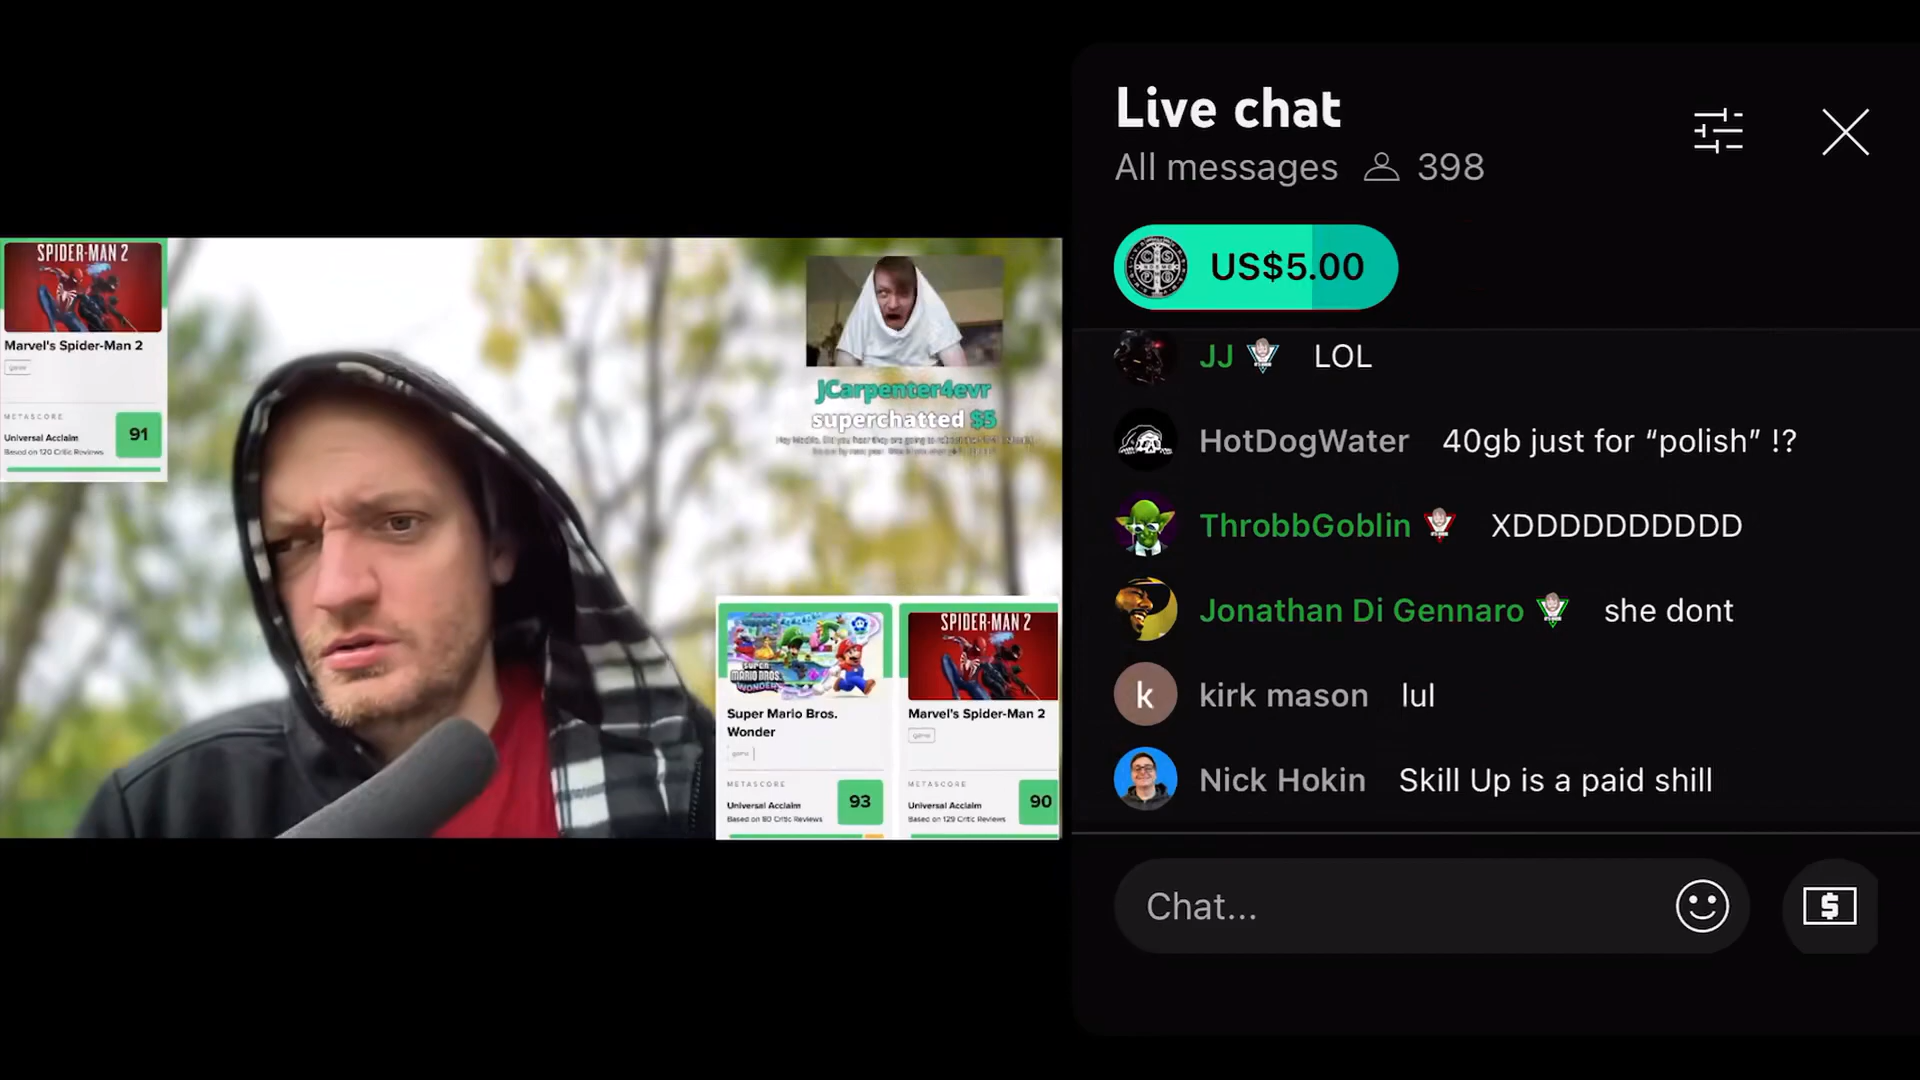 SPIDER-MAN 2
Marvel's Spider-Man 2
game
METASCORE
Universal Acclaim
Based on 120 Critic Reviews
91
JCarpenter4evr
superchatted $5
SUPER
MARIO BROS.
WONDER
Super Mario Bros.
Wonder
game
METASCORE
Universal Acclaim
Based on 80 Critic Reviews
93
SPIDER-MAN 2
Marvel's Spider-Man 2
game
METASCORE
Universal Acclaim
Based on 129 Critic Reviews
90
Live chat
All messages 398
US$5.00
JJ LOL
HotDogWater 40gb just for “polish” !?
ThrobbGoblin XDDDDDDDDDD
Jonathan Di Gennaro she dont
k kirk mason lul
Nick Hokin Skill Up is a paid shill
Chat...